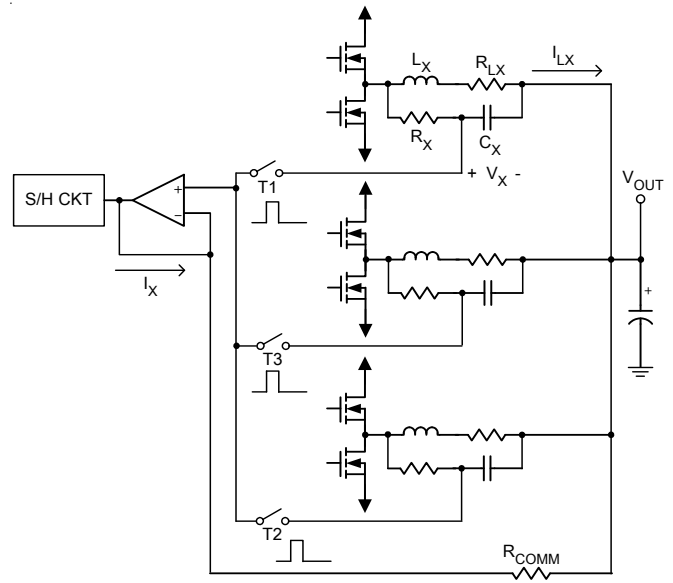 L_X
R_LX
I_LX
R_X
C_X
T1
+ V_X -
S/H CKT
+
−
V_OUT
I_X
+
T3
T2
R_COMM